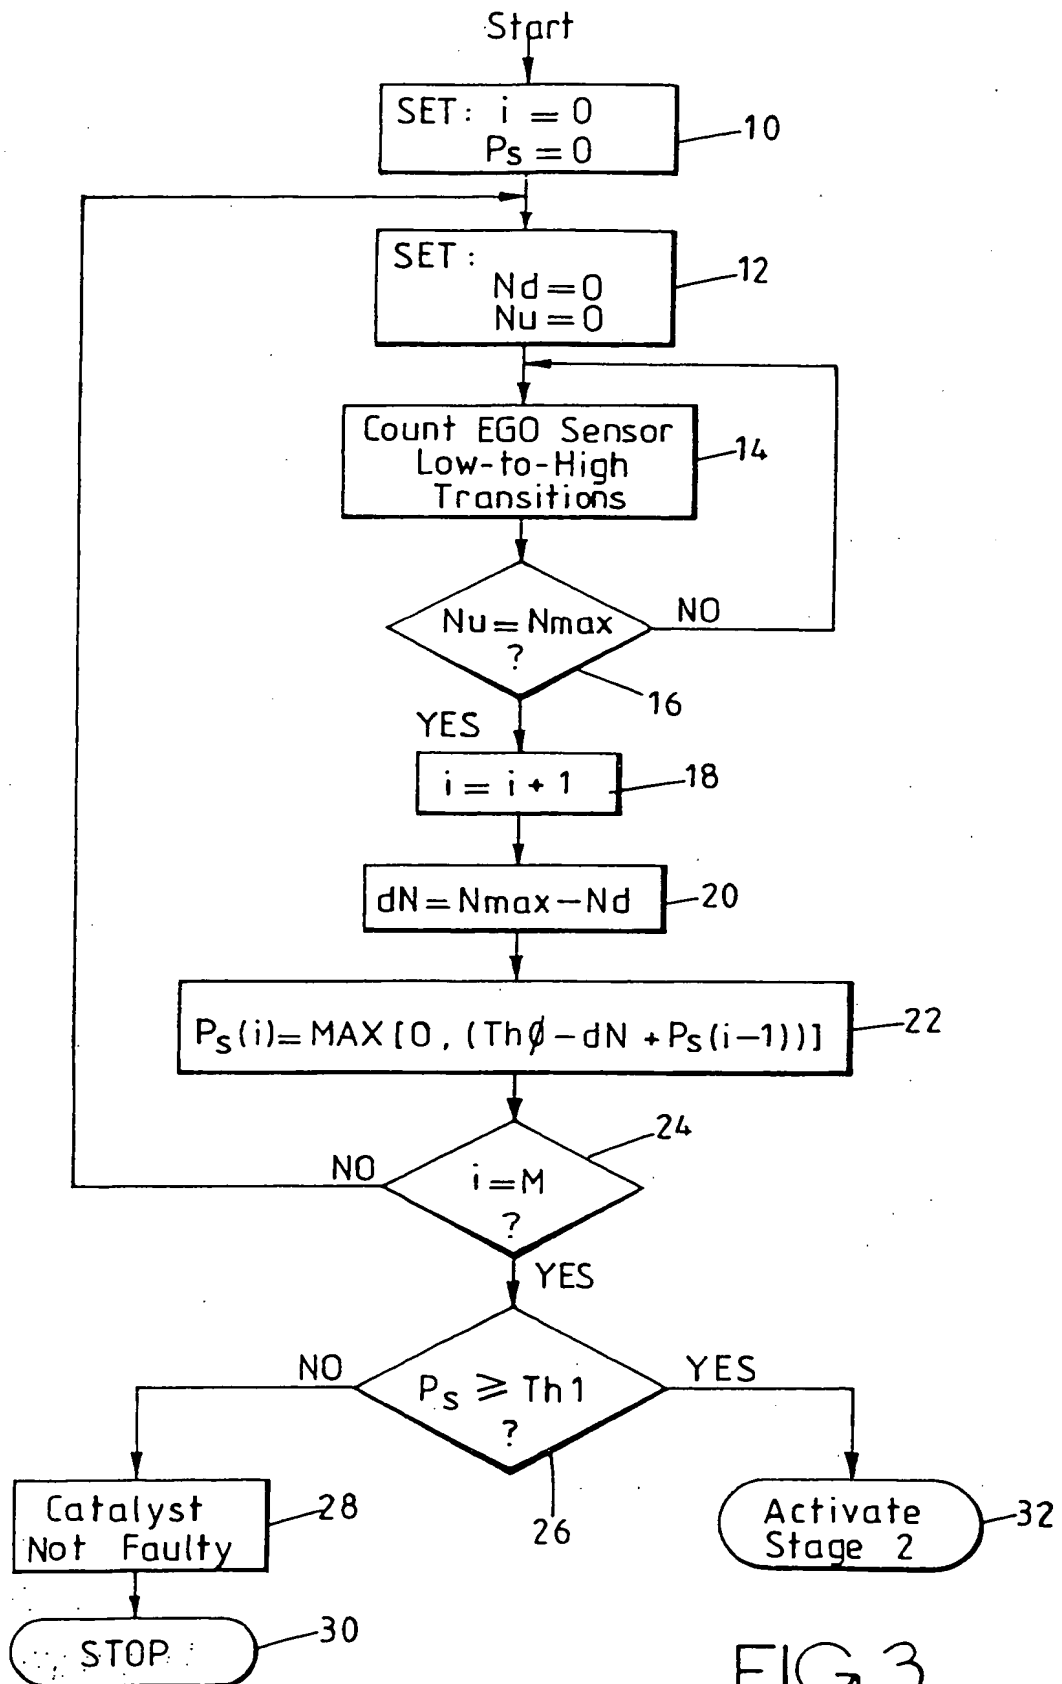 Start
SET: i = 0
Ps = 0
10
SET:
Nd = 0
Nu = 0
12
Count EGO Sensor
Low-to-High
Transitions
14
Nu = Nmax
?
NO
16
YES
i = i + 1
18
dN = Nmax - Nd
20
Ps(i) = MAX [0, (Thø - dN + Ps(i-1))]
22
24
NO
i = M
?
YES
NO
Ps ≥ Th1
?
YES
26
Catalyst
Not Faulty
28
Activate
Stage 2
32
STOP
30
FIG. 3